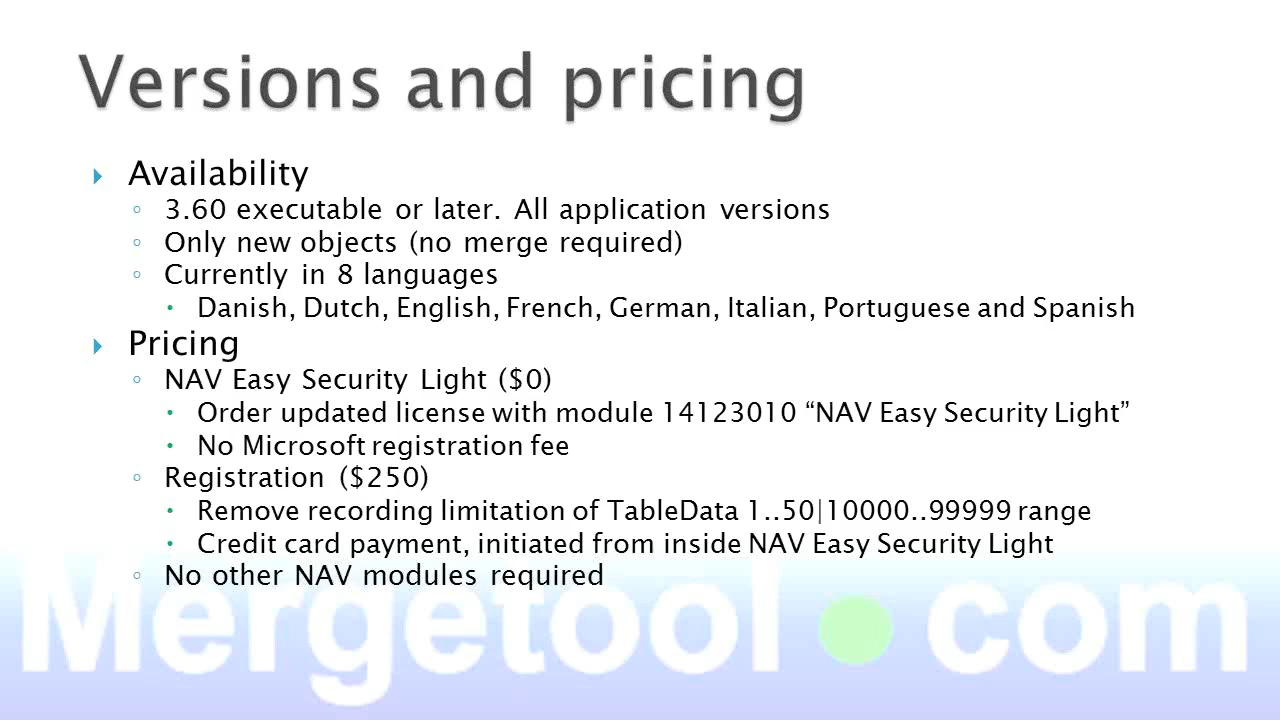 Versions and pricing
Availability
3.60 executable or later. All application versions
Only new objects (no merge required)
Currently in 8 languages
Danish, Dutch, English, French, German, Italian, Portuguese and Spanish
Pricing
NAV Easy Security Light ($0)
Order updated license with module 14123010 “NAV Easy Security Light”
No Microsoft registration fee
Registration ($250)
Remove recording limitation of TableData 1..50|10000..99999 range
Credit card payment, initiated from inside NAV Easy Security Light
No other NAV modules required
Mergetool.com